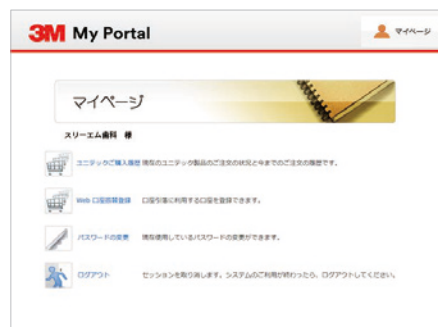 3M My Portal
マイページ
マイページ
スリーエム歯科 様
ユニテックご購入履歴 現在のユニテック製品のご注文の状況と今までのご注文の履歴です。
Web 口座振替登録 口座引落に利用する口座を登録できます。
パスワードの変更 現在使用しているパスワードの変更ができます。
ログアウト セッションを取り消します。システムのご利用が終わったら、ログアウトしてください。